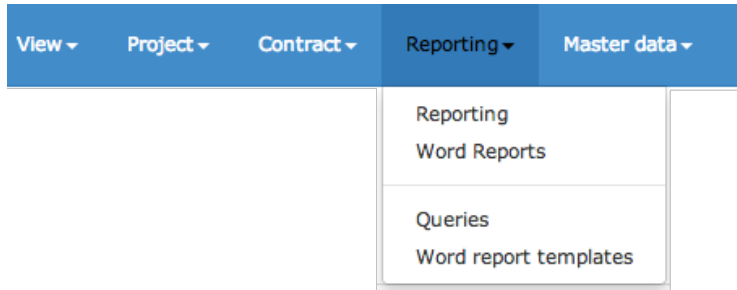 View Project Contract Reporting Master data
Reporting
Word Reports
Queries
Word report templates